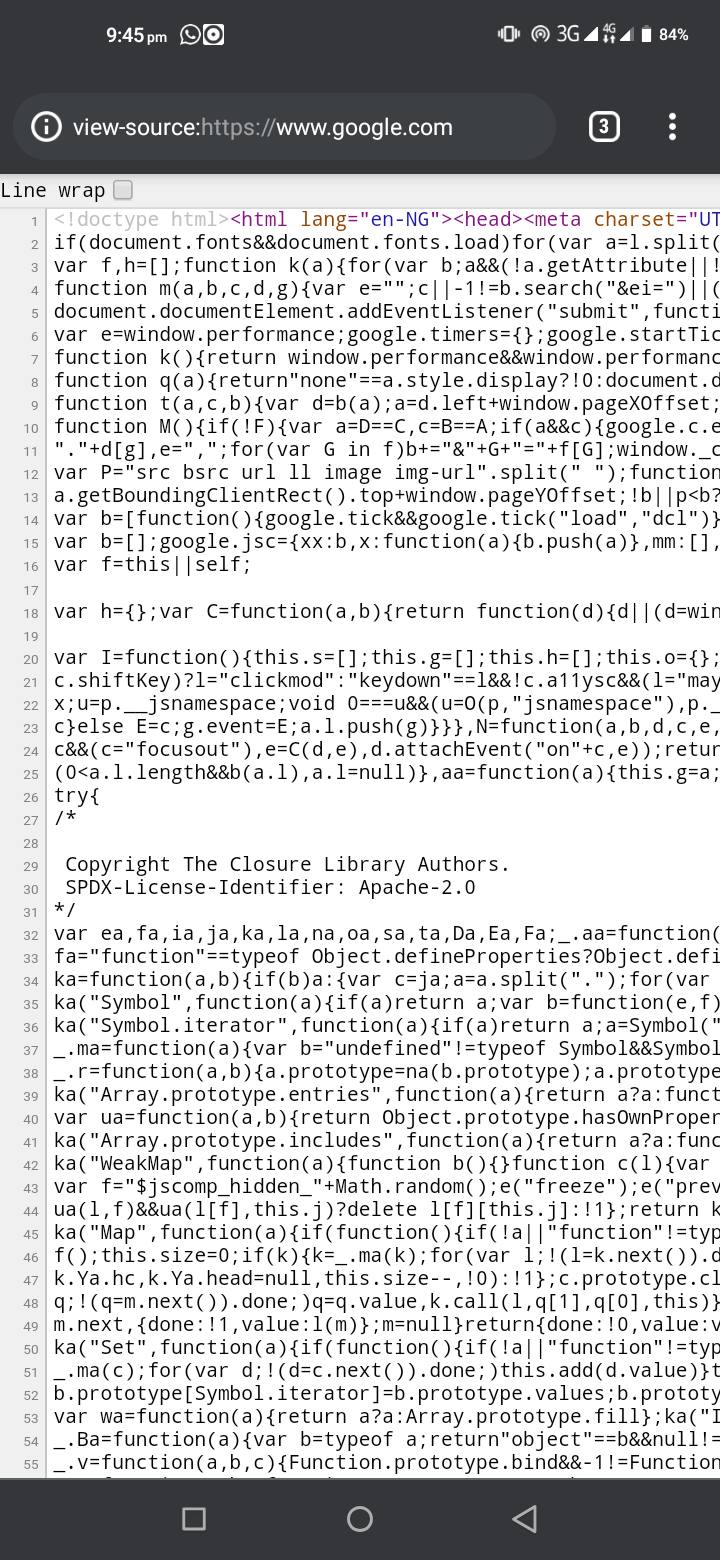 9:45 pm 3G 4G 84%
view-source:https://www.google.com 3
Line wrap
1 <!doctype html><html lang="en-NG"><head><meta charset="UT
2 if(document.fonts&&document.fonts.load)for(var a=l.split(
3 var f,h=[];function k(a){for(var b;a&&(!a.getAttribute||!
4 function m(a,b,c,d,g){var e="";c||-1!=b.search("&ei=")||(
5 document.documentElement.addEventListener("submit",functi
6 var e=window.performance;google.timers={};google.startTic
7 function k(){return window.performance&&window.performanc
8 function q(a){return"none"==a.style.display?!0:document.d
9 function t(a,c,b){var d=b(a);a=d.left+window.pageXOffset;
10 function M(){if(!F){var a=D==C,c=B==A;if(a&&c){google.c.e
11 "."+d[g],e=",";for(var G in f)b+="&"+G+"="+f[G];window._c
12 var P="src bsrc url ll image img-url".split(" ");function
13 a.getBoundingClientRect().top+window.pageYOffset;!b||p<b?
14 var b=[function(){google.tick&&google.tick("load","dcl")}
15 var b=[];google.jsc={xx:b,x:function(a){b.push(a)},mm:[],
16 var f=this||self;
17
18 var h={};var C=function(a,b){return function(d){d||(d=win
19
20 var I=function(){this.s=[];this.g=[];this.h=[];this.o={};
21 c.shiftKey)?l="clickmod":"keydown"==l&&!c.a11ysc&&(l="may
22 x;u=p.__jsnamespace;void 0===u&&(u=O(p,"jsnamespace"),p._
23 c}else E=c;g.event=E;a.l.push(g)}}},N=function(a,b,d,c,e,
24 c&&(c="focusout"),e=C(d,e),d.attachEvent("on"+c,e));retur
25 (0<a.l.length&&b(a.l),a.l=null)},aa=function(a){this.g=a;
26 try{
27 /*
28
29 Copyright The Closure Library Authors.
30 SPDX-License-Identifier: Apache-2.0
31 */
32 var ea,fa,ia,ja,ka,la,na,oa,sa,ta,Da,Ea,Fa;_.aa=function(
33 fa="function"==typeof Object.defineProperties?Object.defi
34 ka=function(a,b){if(b)a:{var c=ja;a=a.split(".");for(var
35 ka("Symbol",function(a){if(a)return a;var b=function(e,f)
36 ka("Symbol.iterator",function(a){if(a)return a;a=Symbol("
37 _.ma=function(a){var b="undefined"!=typeof Symbol&&Symbol
38 _.r=function(a,b){a.prototype=na(b.prototype);a.prototype
39 ka("Array.prototype.entries",function(a){return a?a:funct
40 var ua=function(a,b){return Object.prototype.hasOwnProper
41 ka("Array.prototype.includes",function(a){return a?a:func
42 ka("WeakMap",function(a){function b(){}function c(l){var
43 var f="$jscomp_hidden_"+Math.random();e("freeze");e("prev
44 ua(l,f)&&ua(l[f],this.j)?delete l[f][this.j]:!1};return k
45 ka("Map",function(a){if(function(){if(!a||"function"!=typ
46 f();this.size=0;if(k){k=_.ma(k);for(var l;!(l=k.next()).d
47 k.Ya.hc,k.Ya.head=null,this.size--,!0):!1};c.prototype.cl
48 q;!(q=m.next()).done;)q=q.value,k.call(l,q[1],q[0],this)}
49 m.next,{done:!1,value:l(m)};m=null}return{done:!0,value:v
50 ka("Set",function(a){if(function(){if(!a||"function"!=typ
51 _.ma(c);for(var d;!(d=c.next()).done;)this.add(d.value)}t
52 b.prototype[Symbol.iterator]=b.prototype.values;b.prototy
53 var wa=function(a){return a?a:Array.prototype.fill};ka("I
54 _.Ba=function(a){var b=typeof a;return"object"==b&&null!=
55 _.v=function(a,b,c){Function.prototype.bind&&-1!=Function